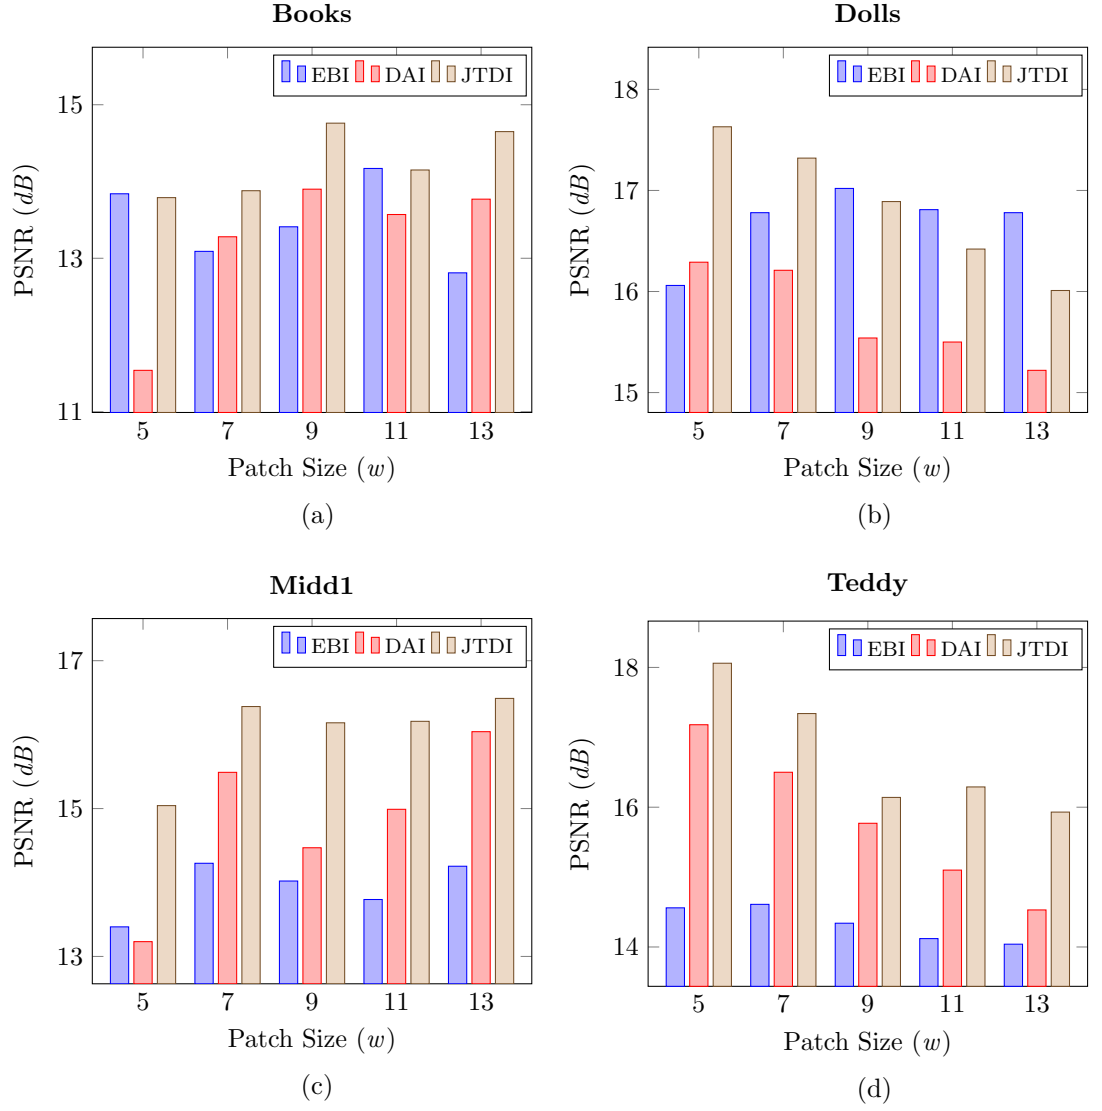 Books
EBI DAI JTDI
15
13
11
PSNR (dB)
5 7 9 11 13
Patch Size (w)
(a)
Dolls
EBI DAI JTDI
18
17
16
15
PSNR (dB)
5 7 9 11 13
Patch Size (w)
(b)
Midd1
EBI DAI JTDI
17
15
13
PSNR (dB)
5 7 9 11 13
Patch Size (w)
(c)
Teddy
EBI DAI JTDI
18
16
14
PSNR (dB)
5 7 9 11 13
Patch Size (w)
(d)